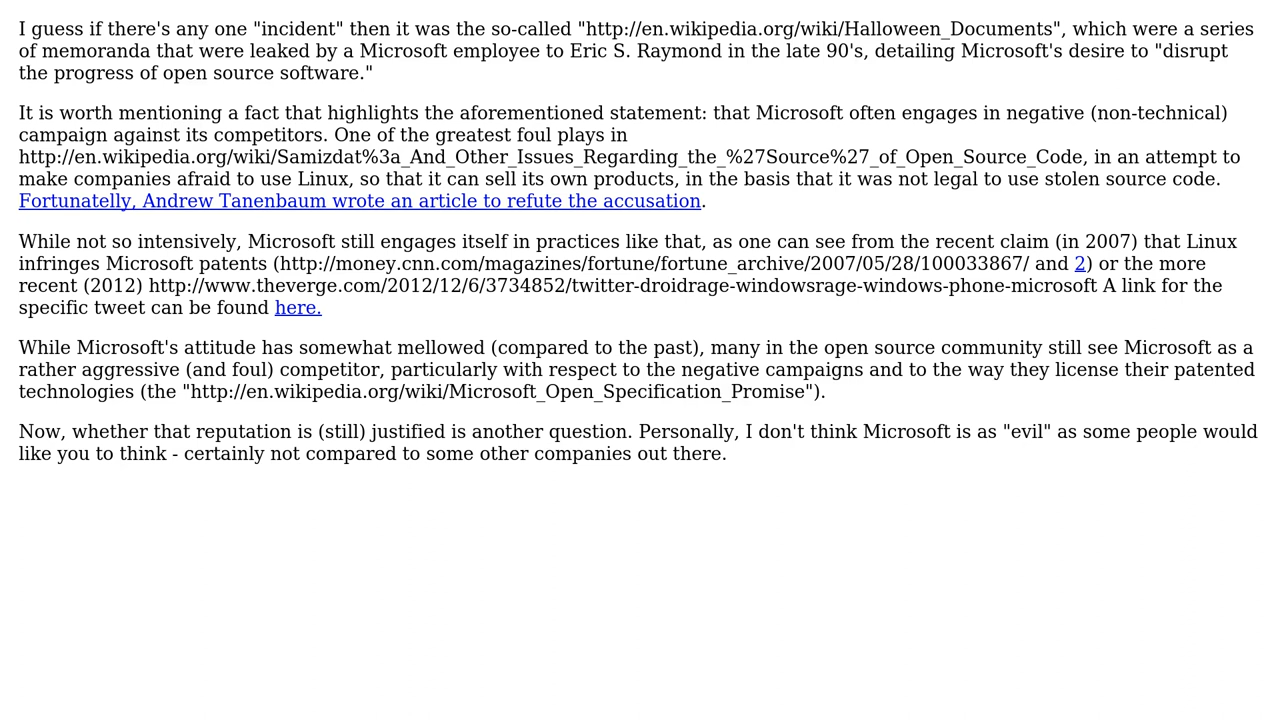 I guess if there's any one "incident" then it was the so-called "http://en.wikipedia.org/wiki/Halloween_Documents", which were a series
of memoranda that were leaked by a Microsoft employee to Eric S. Raymond in the late 90's, detailing Microsoft's desire to "disrupt
the progress of open source software."
It is worth mentioning a fact that highlights the aforementioned statement: that Microsoft often engages in negative (non-technical)
campaign against its competitors. One of the greatest foul plays in
http://en.wikipedia.org/wiki/Samizdat%3a_And_Other_Issues_Regarding_the_%27Source%27_of_Open_Source_Code, in an attempt to
make companies afraid to use Linux, so that it can sell its own products, in the basis that it was not legal to use stolen source code.
Fortunatelly, Andrew Tanenbaum wrote an article to refute the accusation.
While not so intensively, Microsoft still engages itself in practices like that, as one can see from the recent claim (in 2007) that Linux
infringes Microsoft patents (http://money.cnn.com/magazines/fortune/fortune_archive/2007/05/28/100033867/ and 2) or the more
recent (2012) http://www.theverge.com/2012/12/6/3734852/twitter-droidrage-windowsrage-windows-phone-microsoft A link for the
specific tweet can be found here.
While Microsoft's attitude has somewhat mellowed (compared to the past), many in the open source community still see Microsoft as a
rather aggressive (and foul) competitor, particularly with respect to the negative campaigns and to the way they license their patented
technologies (the "http://en.wikipedia.org/wiki/Microsoft_Open_Specification_Promise").
Now, whether that reputation is (still) justified is another question. Personally, I don't think Microsoft is as "evil" as some people would
like you to think - certainly not compared to some other companies out there.